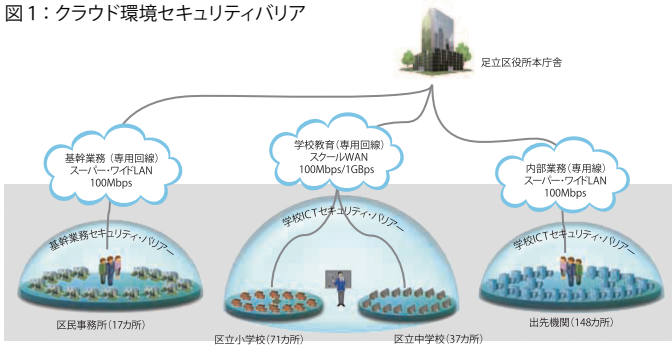 図1：クラウド環境セキュリティバリア
足立区役所本庁舎
基幹業務（専用回線）
スーパー・ワイドLAN
100Mbps
学校教育（専用回線）
スクールWAN
100Mbps/1GBps
内部業務（専用線）
スーパー・ワイドLAN
100Mbps
基幹業務セキュリティ・バリアー
学校ICTセキュリティ・バリアー
学校ICTセキュリティ・バリアー
区民事務所（17カ所）
区立小学校（71カ所）
区立中学校（37カ所）
出先機関（148カ所）